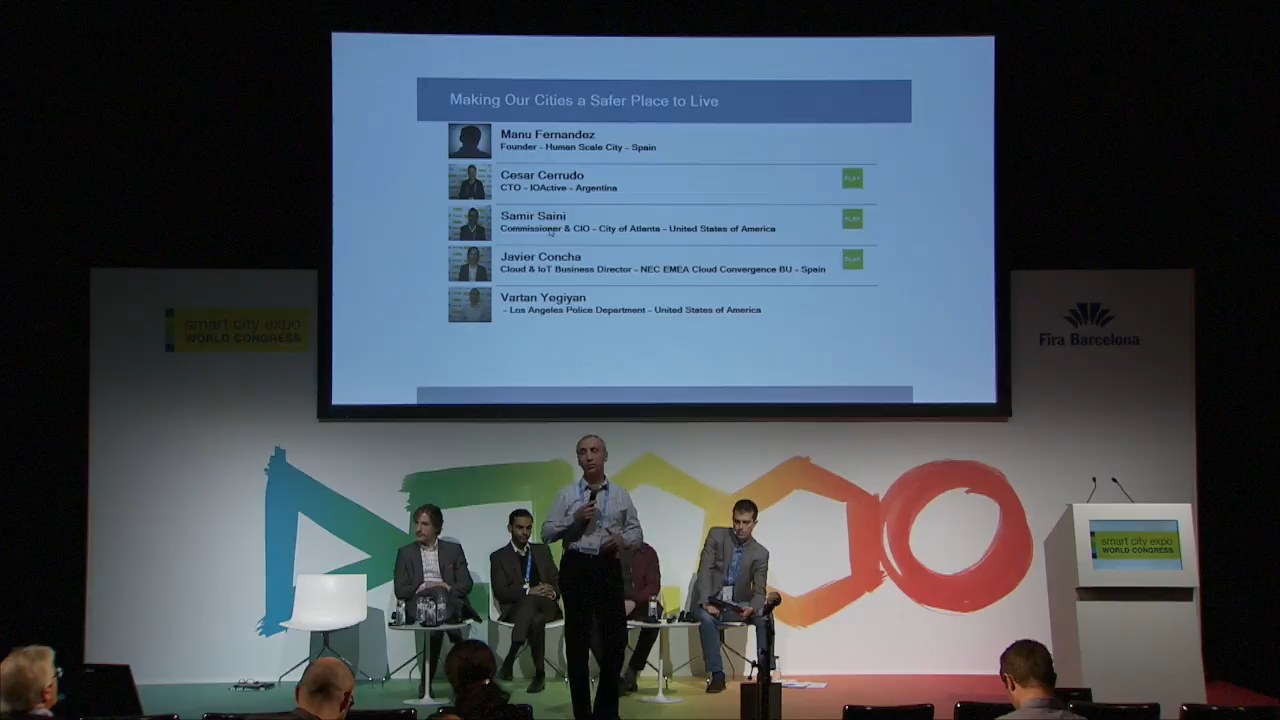 Making Our Cities a Safer Place to Live
Manu Fernandez
Founder - Human Scale City - Spain
Cesar Cerrudo
CTO - IOActive - Argentina
PLAY
Samir Saini
Commissioner & CIO - City of Atlanta - United States of America
PLAY
Javier Concha
Cloud & IoT Business Director - NEC EMEA Cloud Convergence BU - Spain
PLAY
Vartan Yegiyan
- Los Angeles Police Department - United States of America
smart city expo
WORLD CONGRESS
Fira Barcelona
smart city expo
WORLD CONGRESS